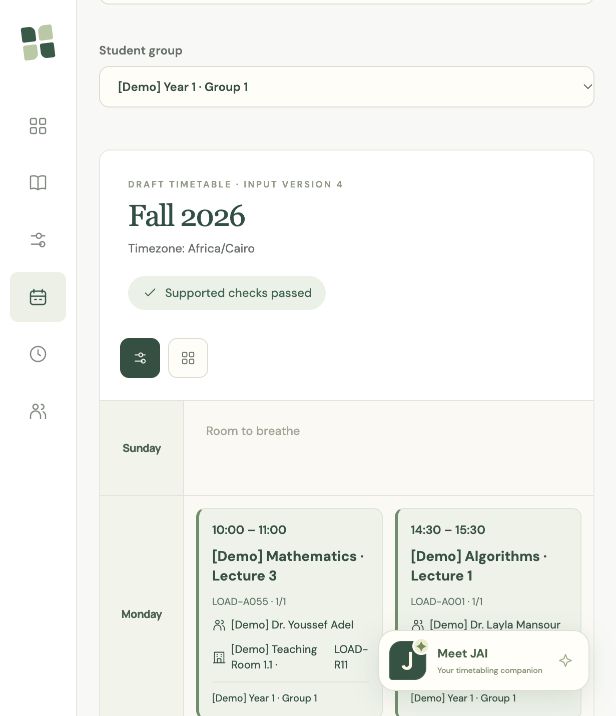 Student group
[Demo] Year 1 · Group 1
DRAFT TIMETABLE · INPUT VERSION 4
Fall 2026
Timezone: Africa/Cairo
Supported checks passed
Sunday
Room to breathe
Monday
10:00 – 11:00
[Demo] Mathematics ·
Lecture 3
LOAD-A055 · 1/1
[Demo] Dr. Youssef Adel
[Demo] Teaching
Room 1.1 ·
LOAD-
R11
[Demo] Year 1 · Group 1
14:30 – 15:30
[Demo] Algorithms ·
Lecture 1
LOAD-A001 · 1/1
[Demo] Dr. Layla Mansour
[Demo] Year 1 · Group 1
J
Meet JAI
Your timetabling companion